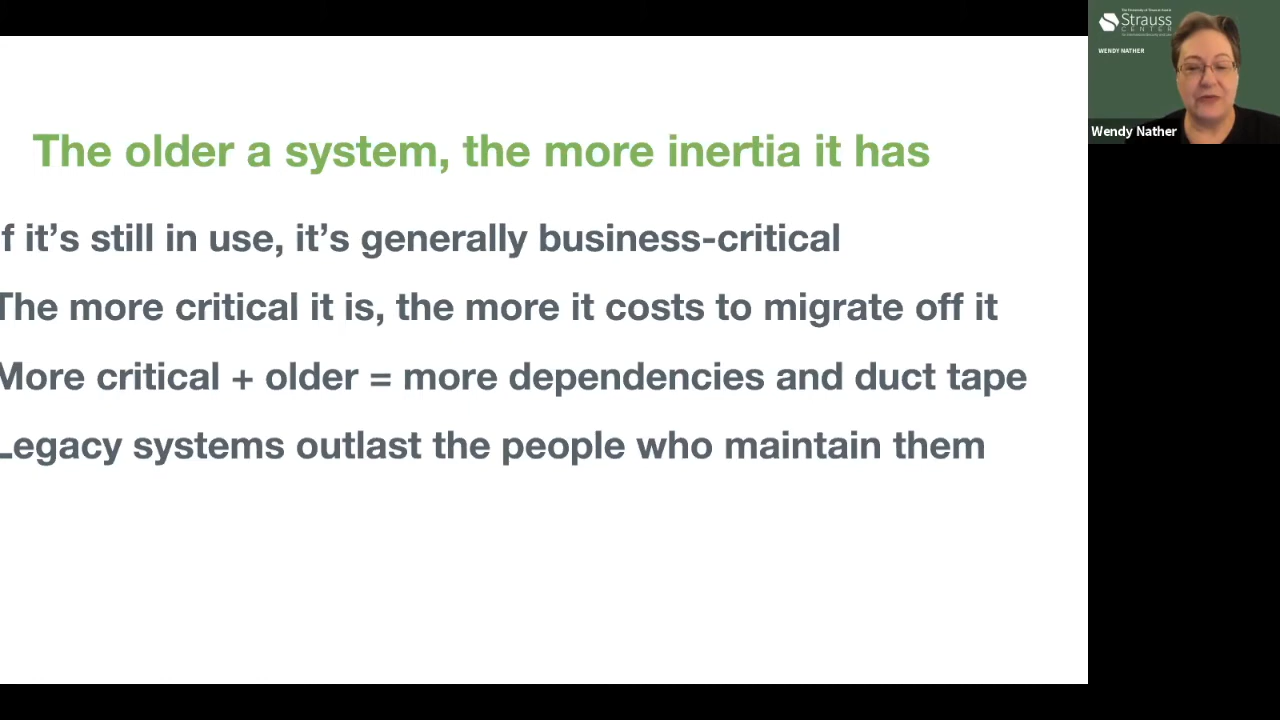 The older a system, the more inertia it has
f it's still in use, it's generally business-critical
The more critical it is, the more it costs to migrate off it
More critical + older = more dependencies and duct tape
Legacy systems outlast the people who maintain them
Strauss
CENTER
WENDY NATHER
Wendy Nather